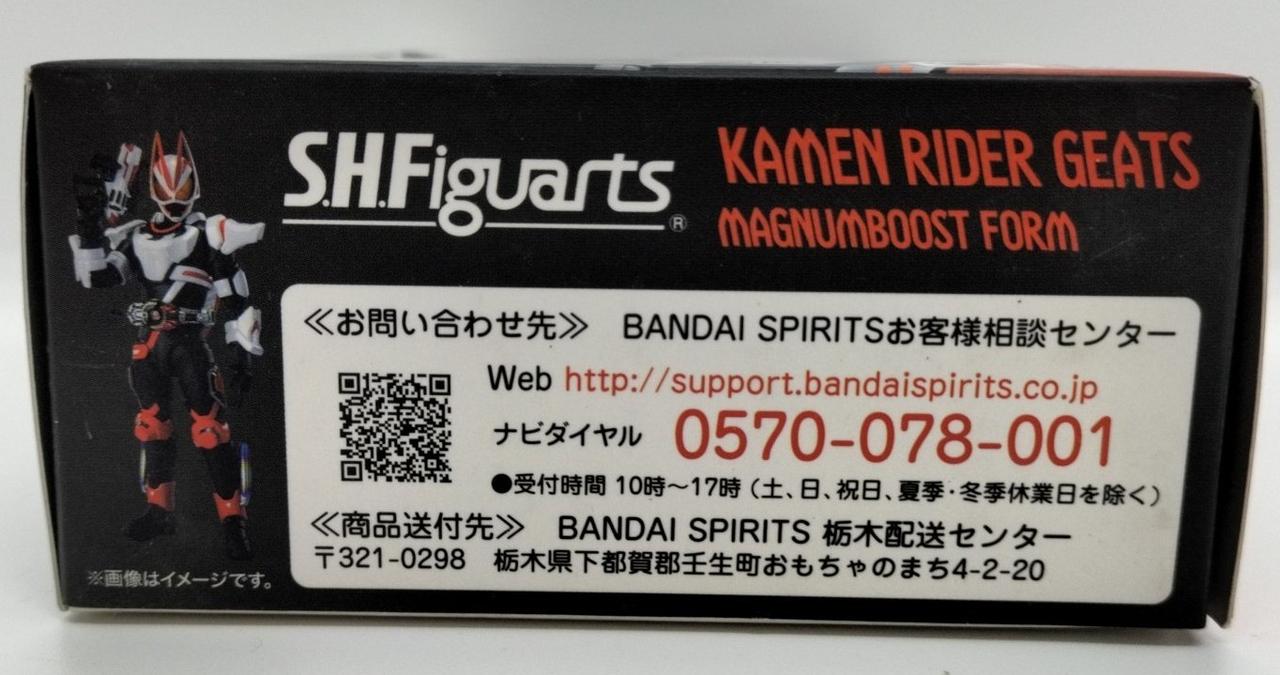 S.H.Figuarts®
KAMEN RIDER GEATS
MAGNUMBOOST FORM
≪お問い合わせ先≫ BANDAI SPIRITSお客様相談センター
Web http://support.bandaispirits.co.jp
ナビダイヤル 0570-078-001
●受付時間 10時～17時（土、日、祝日、夏季・冬季休業日を除く）
≪商品送付先≫ BANDAI SPIRITS 栃木配送センター
〒321-0298 栃木県下都賀郡壬生町おもちゃのまち4-2-20
※画像はイメージです。